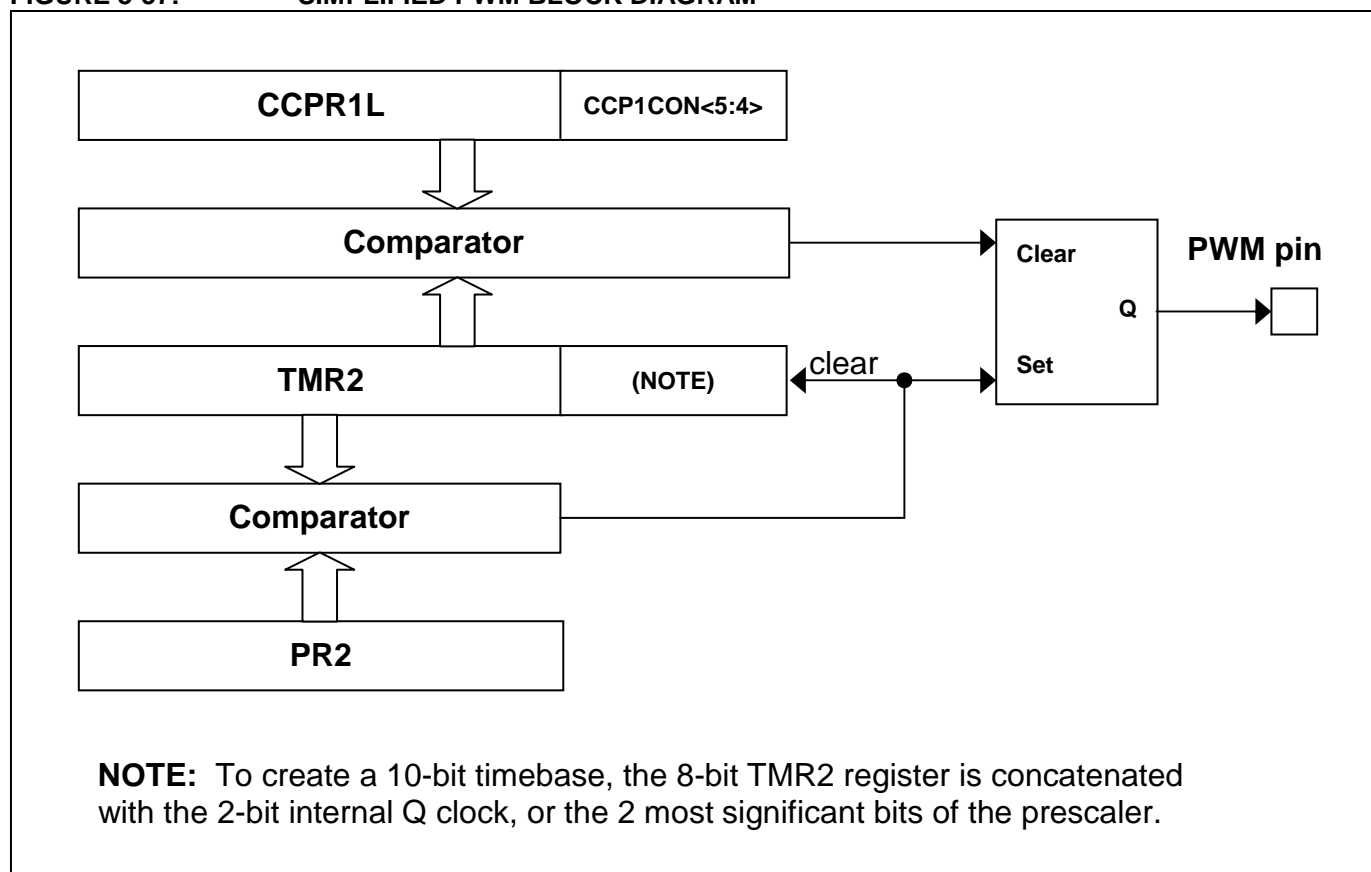 CCPR1L CCP1CON<5:4>
Comparator
Clear
PWM pin
Q
TMR2 (NOTE)
clear
Set
Comparator
PR2
NOTE: To create a 10-bit timebase, the 8-bit TMR2 register is concatenated
with the 2-bit internal Q clock, or the 2 most significant bits of the prescaler.